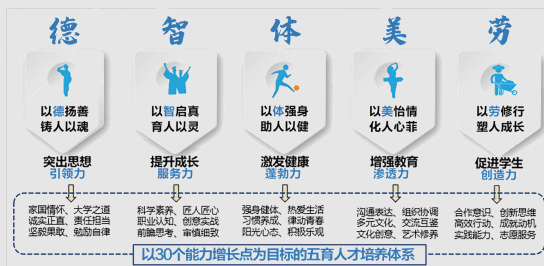 德 智 体 美 劳
以德扬善
铸人以魂
以智启真
育人以灵
以体强身
助人以健
以美怡情
化人心菲
以劳修行
塑人成长
突出思想
引领力
提升成长
服务力
激发健康
蓬勃力
增强教育
渗透力
促进学生
创造力
家国情怀、大学之道
诚实正直、责任担当
坚毅果敢、勉励自律
科学素养、匠人匠心
职业认知、创意实战
前瞻思考、审慎细致
强身健体、热爱生活
习惯养成、律动青春
阳光心态、积极乐观
沟通表达、组织协调
多元文化、交流互鉴
文化创意、艺术修养
合作意识、创新思维
高效行动、成就动机
实践能力、志愿服务
以30个能力增长点为目标的五育人才培养体系